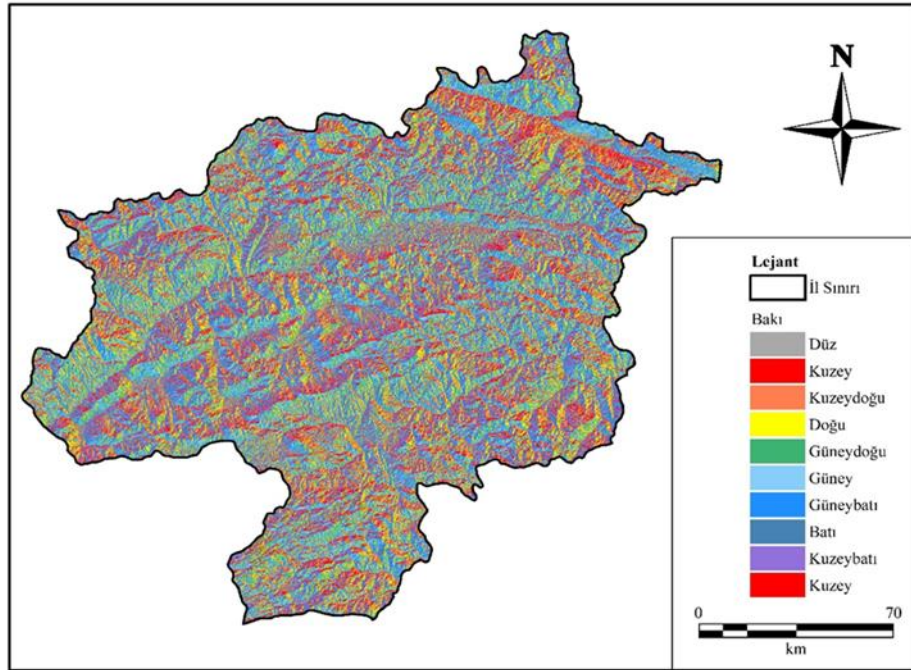 N
Lejant
İl Sınırı
Bakı
Düz
Kuzey
Kuzeydoğu
Doğu
Güneydoğu
Güney
Güneybatı
Batı
Kuzeybatı
Kuzey
0 70
km